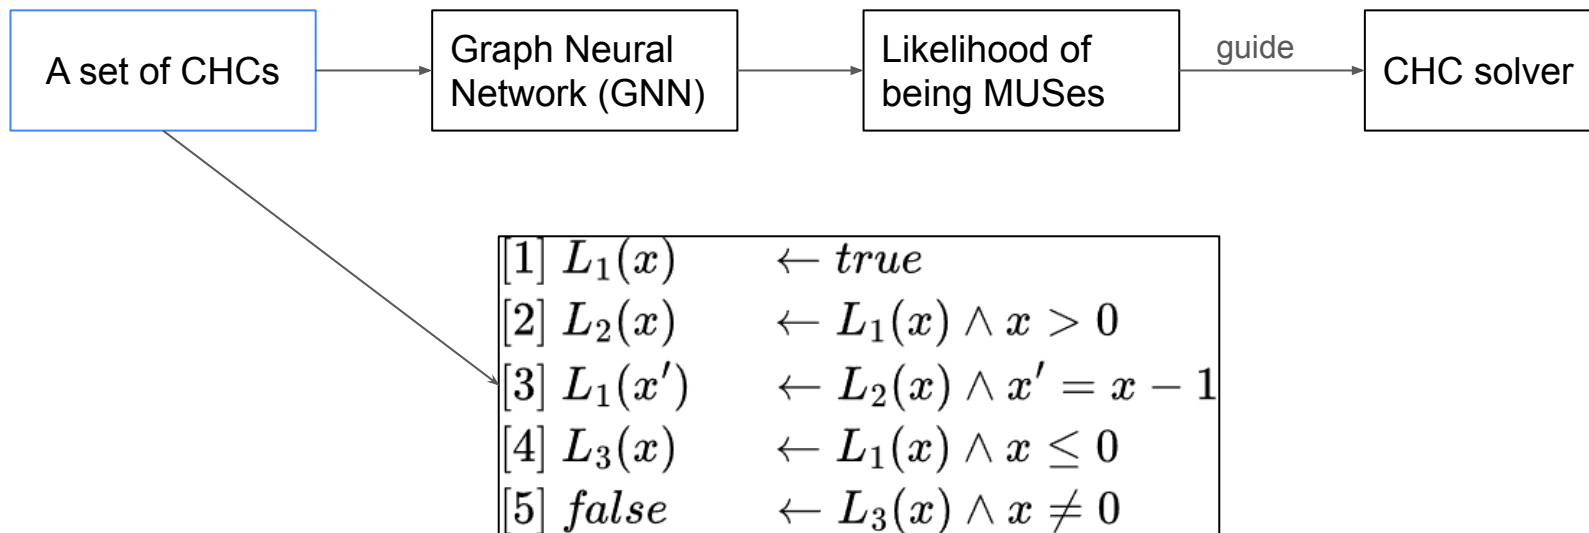 A set of CHCs
Graph Neural
Network (GNN)
Likelihood of
being MUSes
guide
CHC solver
[1] L₁(x) ← true
[2] L₂(x) ← L₁(x) ∧ x > 0
[3] L₁(x′) ← L₂(x) ∧ x′ = x − 1
[4] L₃(x) ← L₁(x) ∧ x ≤ 0
[5] false ← L₃(x) ∧ x ≠ 0